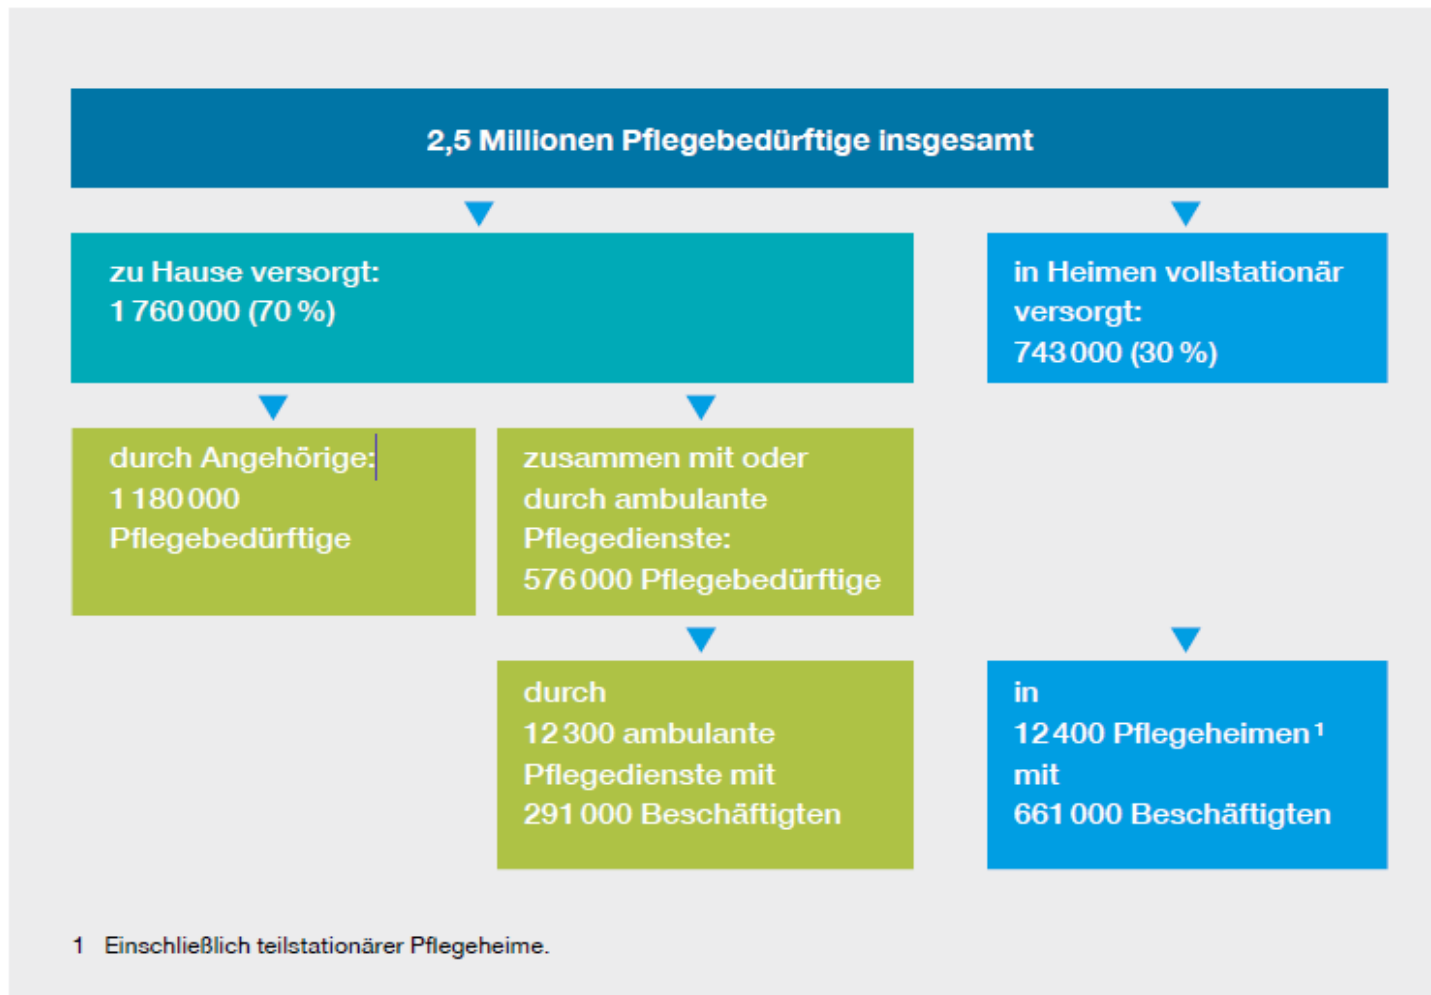 2,5 Millionen Pflegebedürftige insgesamt
zu Hause versorgt:
1 760 000 (70 %)
in Heimen vollstationär
versorgt:
743 000 (30 %)
durch Angehörige:
1 180 000
Pflegebedürftige
zusammen mit oder
durch ambulante
Pflegedienste:
576 000 Pflegebedürftige
durch
12 300 ambulante
Pflegedienste mit
291 000 Beschäftigten
in
12 400 Pflegeheimen¹
mit
661 000 Beschäftigten
1 Einschließlich teilstationärer Pflegeheime.